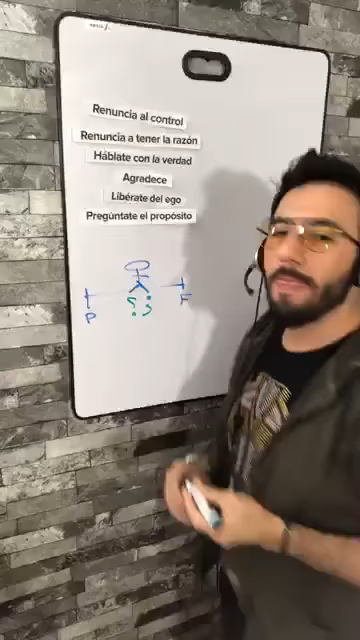 Renuncia al control
Renuncia a tener la razón
Háblate con la verdad
Agradece
Libérate del ego
Pregúntate el propósito
P
??
F